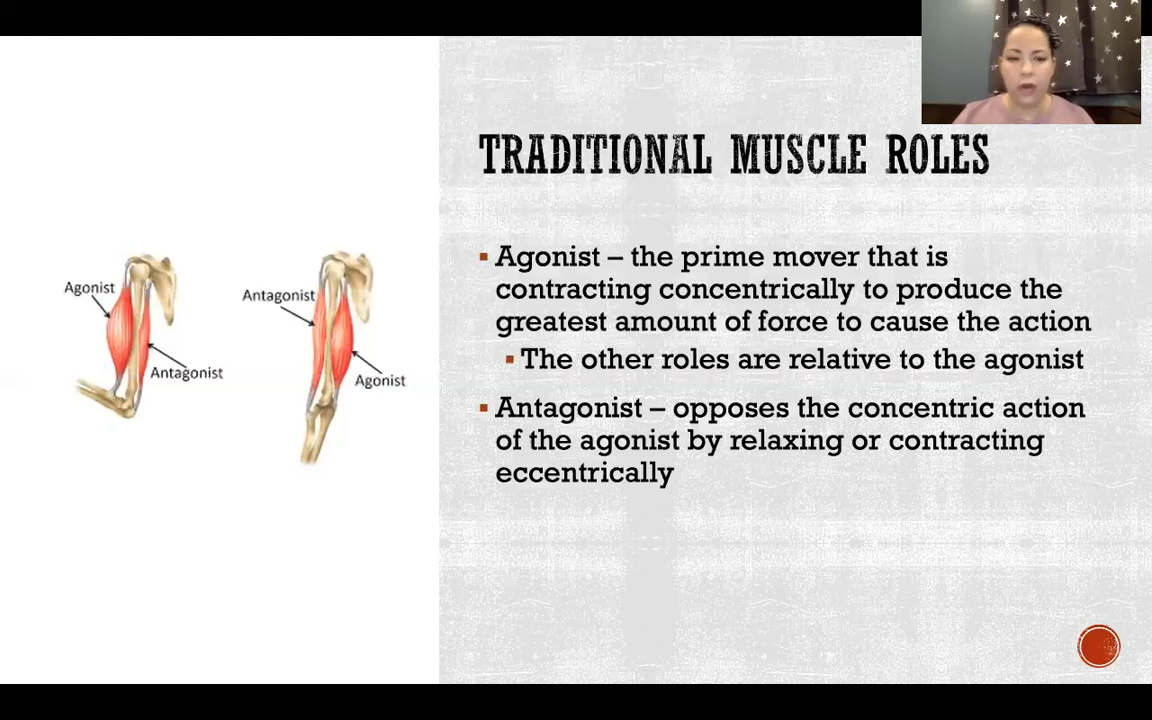 TRADITIONAL MUSCLE ROLES
▪ Agonist – the prime mover that is
contracting concentrically to produce the
greatest amount of force to cause the action
▪ The other roles are relative to the agonist
▪ Antagonist – opposes the concentric action
of the agonist by relaxing or contracting
eccentrically
Agonist
Antagonist
Antagonist
Agonist